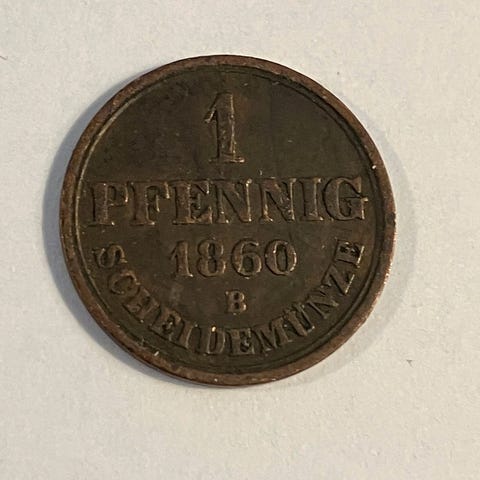 1
PFENNIG
1860
B
SCHEIDEMÜNZE